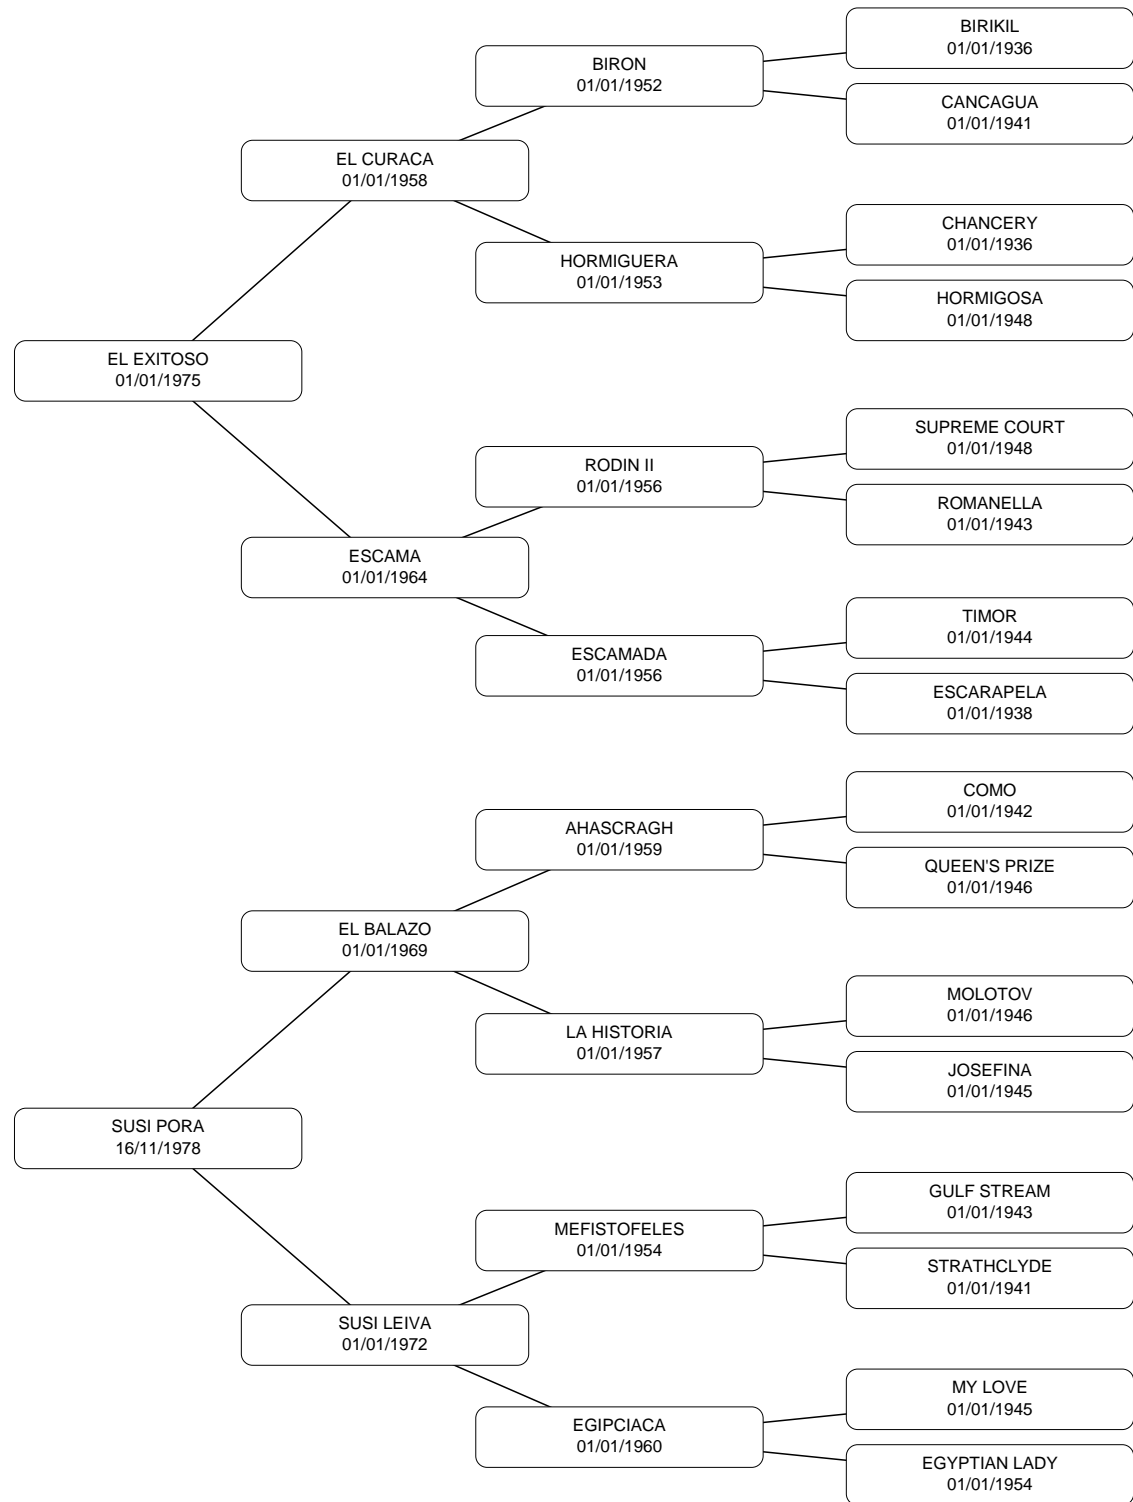 BIRIKIL
01/01/1936
BIRON
01/01/1952
CANCAGUA
01/01/1941
EL CURACA
01/01/1958
CHANCERY
01/01/1936
HORMIGUERA
01/01/1953
HORMIGOSA
01/01/1948
EL EXITOSO
01/01/1975
SUPREME COURT
01/01/1948
RODIN II
01/01/1956
ROMANELLA
01/01/1943
ESCAMA
01/01/1964
TIMOR
01/01/1944
ESCAMADA
01/01/1956
ESCARAPELA
01/01/1938
COMO
01/01/1942
AHASCRAGH
01/01/1959
QUEEN'S PRIZE
01/01/1946
EL BALAZO
01/01/1969
MOLOTOV
01/01/1946
LA HISTORIA
01/01/1957
JOSEFINA
01/01/1945
SUSI PORA
16/11/1978
GULF STREAM
01/01/1943
MEFISTOFELES
01/01/1954
STRATHCLYDE
01/01/1941
SUSI LEIVA
01/01/1972
MY LOVE
01/01/1945
EGIPCIACA
01/01/1960
EGYPTIAN LADY
01/01/1954